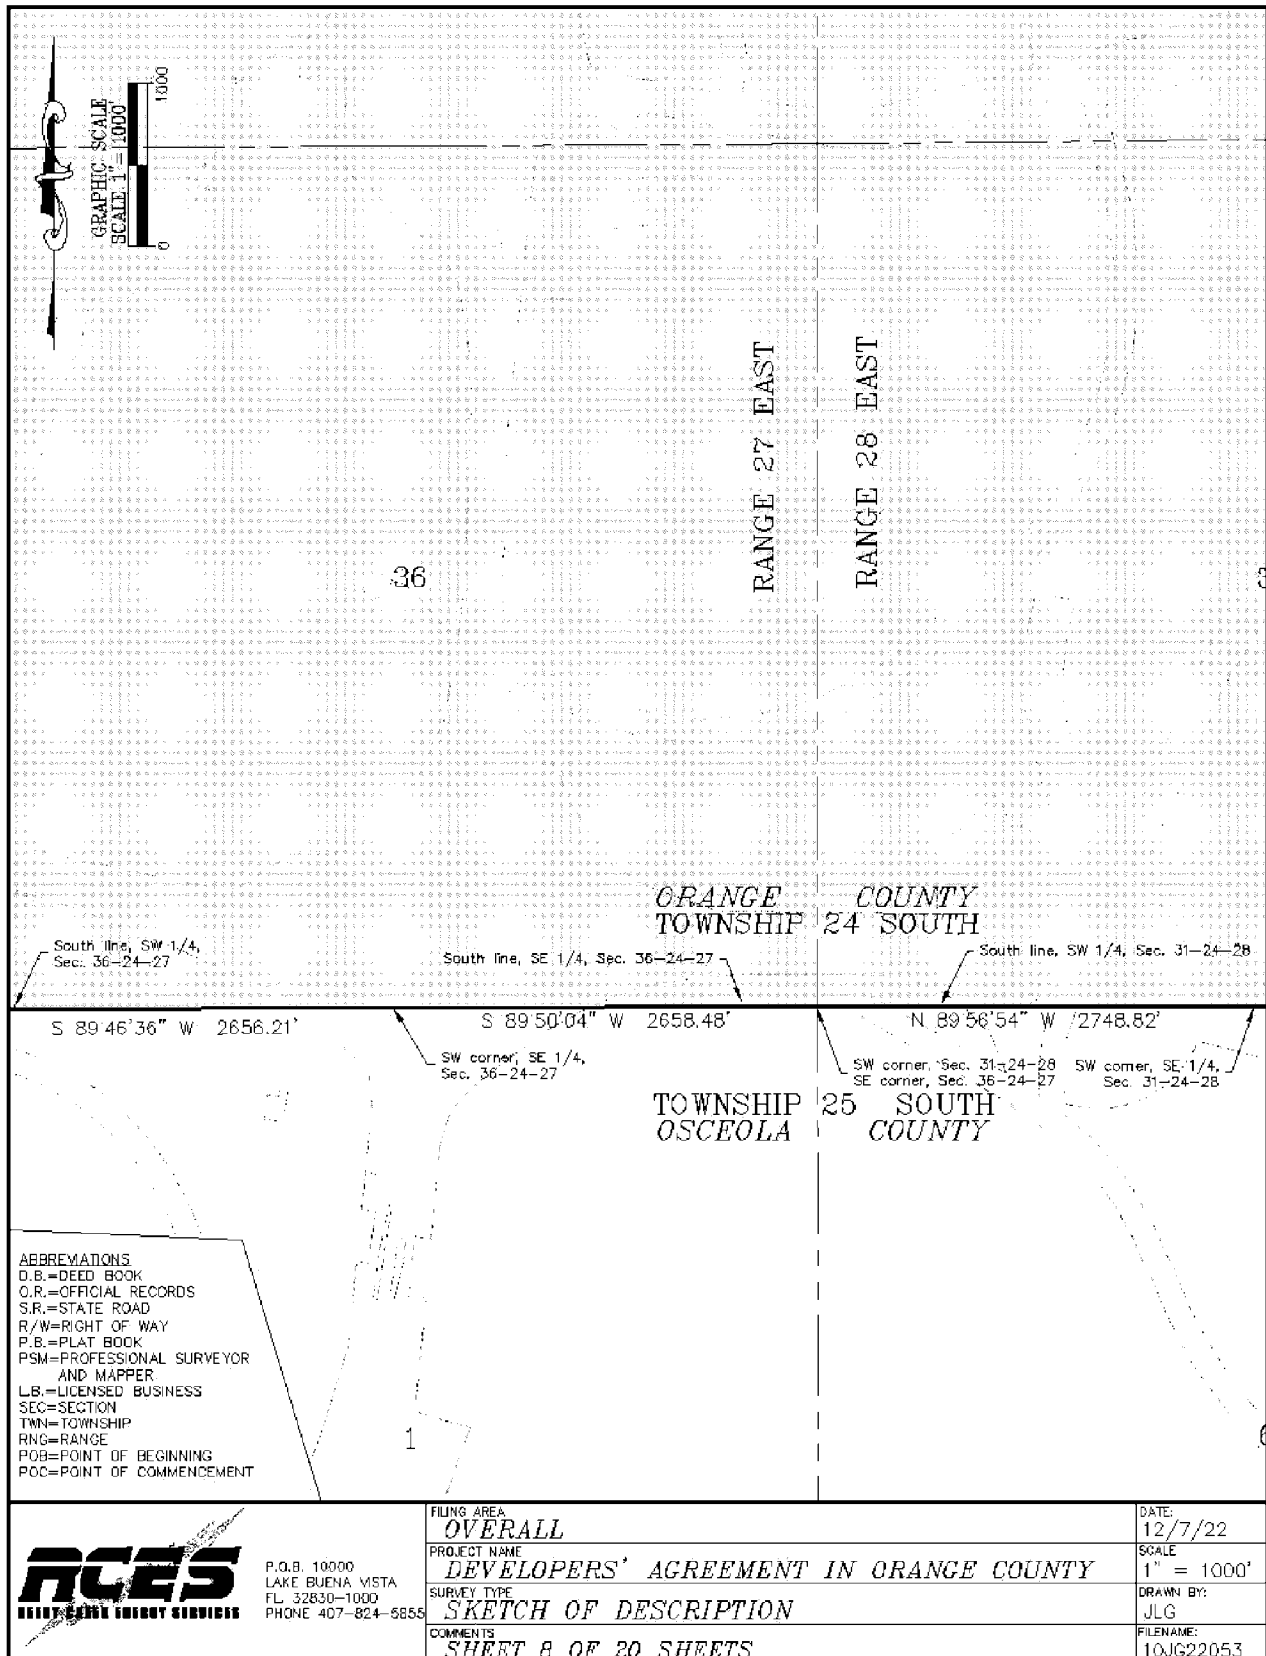 GRAPHIC SCALE
SCALE 1" = 1000'
0
1000
RANGE 27 EAST
RANGE 28 EAST
36
ORANGE COUNTY
TOWNSHIP 24 SOUTH
South line, SW 1/4,
Sec. 36-24-27
South line, SE 1/4, Sec. 36-24-27
South line, SW 1/4, Sec. 31-24-28
S 89°46'36" W 2656.21'
S 89°50'04" W 2658.48'
N 89°56'54" W 2748.82'
SW corner, SE 1/4,
Sec. 36-24-27
SW corner, Sec. 31-24-28
SE corner, Sec. 36-24-27
SW corner, SE 1/4,
Sec. 31-24-28
TOWNSHIP 25 SOUTH
OSCEOLA COUNTY
ABBREVIATIONS
D.B.=DEED BOOK
O.R.=OFFICIAL RECORDS
S.R.=STATE ROAD
R/W=RIGHT OF WAY
P.B.=PLAT BOOK
PSM=PROFESSIONAL SURVEYOR
AND MAPPER
L.B.=LICENSED BUSINESS
SEC=SECTION
TWN=TOWNSHIP
RNG=RANGE
POB=POINT OF BEGINNING
POC=POINT OF COMMENCEMENT
1
6
RCES
REEDY CREEK ENERGY SERVICES
P.O.B. 10000
LAKE BUENA VISTA
FL 32830-1000
PHONE 407-824-5855
FILING AREA
OVERALL
PROJECT NAME
DEVELOPERS' AGREEMENT IN ORANGE COUNTY
SURVEY TYPE
SKETCH OF DESCRIPTION
COMMENTS
SHEET 8 OF 20 SHEETS
DATE:
12/7/22
SCALE
1" = 1000'
DRAWN BY:
JLG
FILENAME:
10JG22053